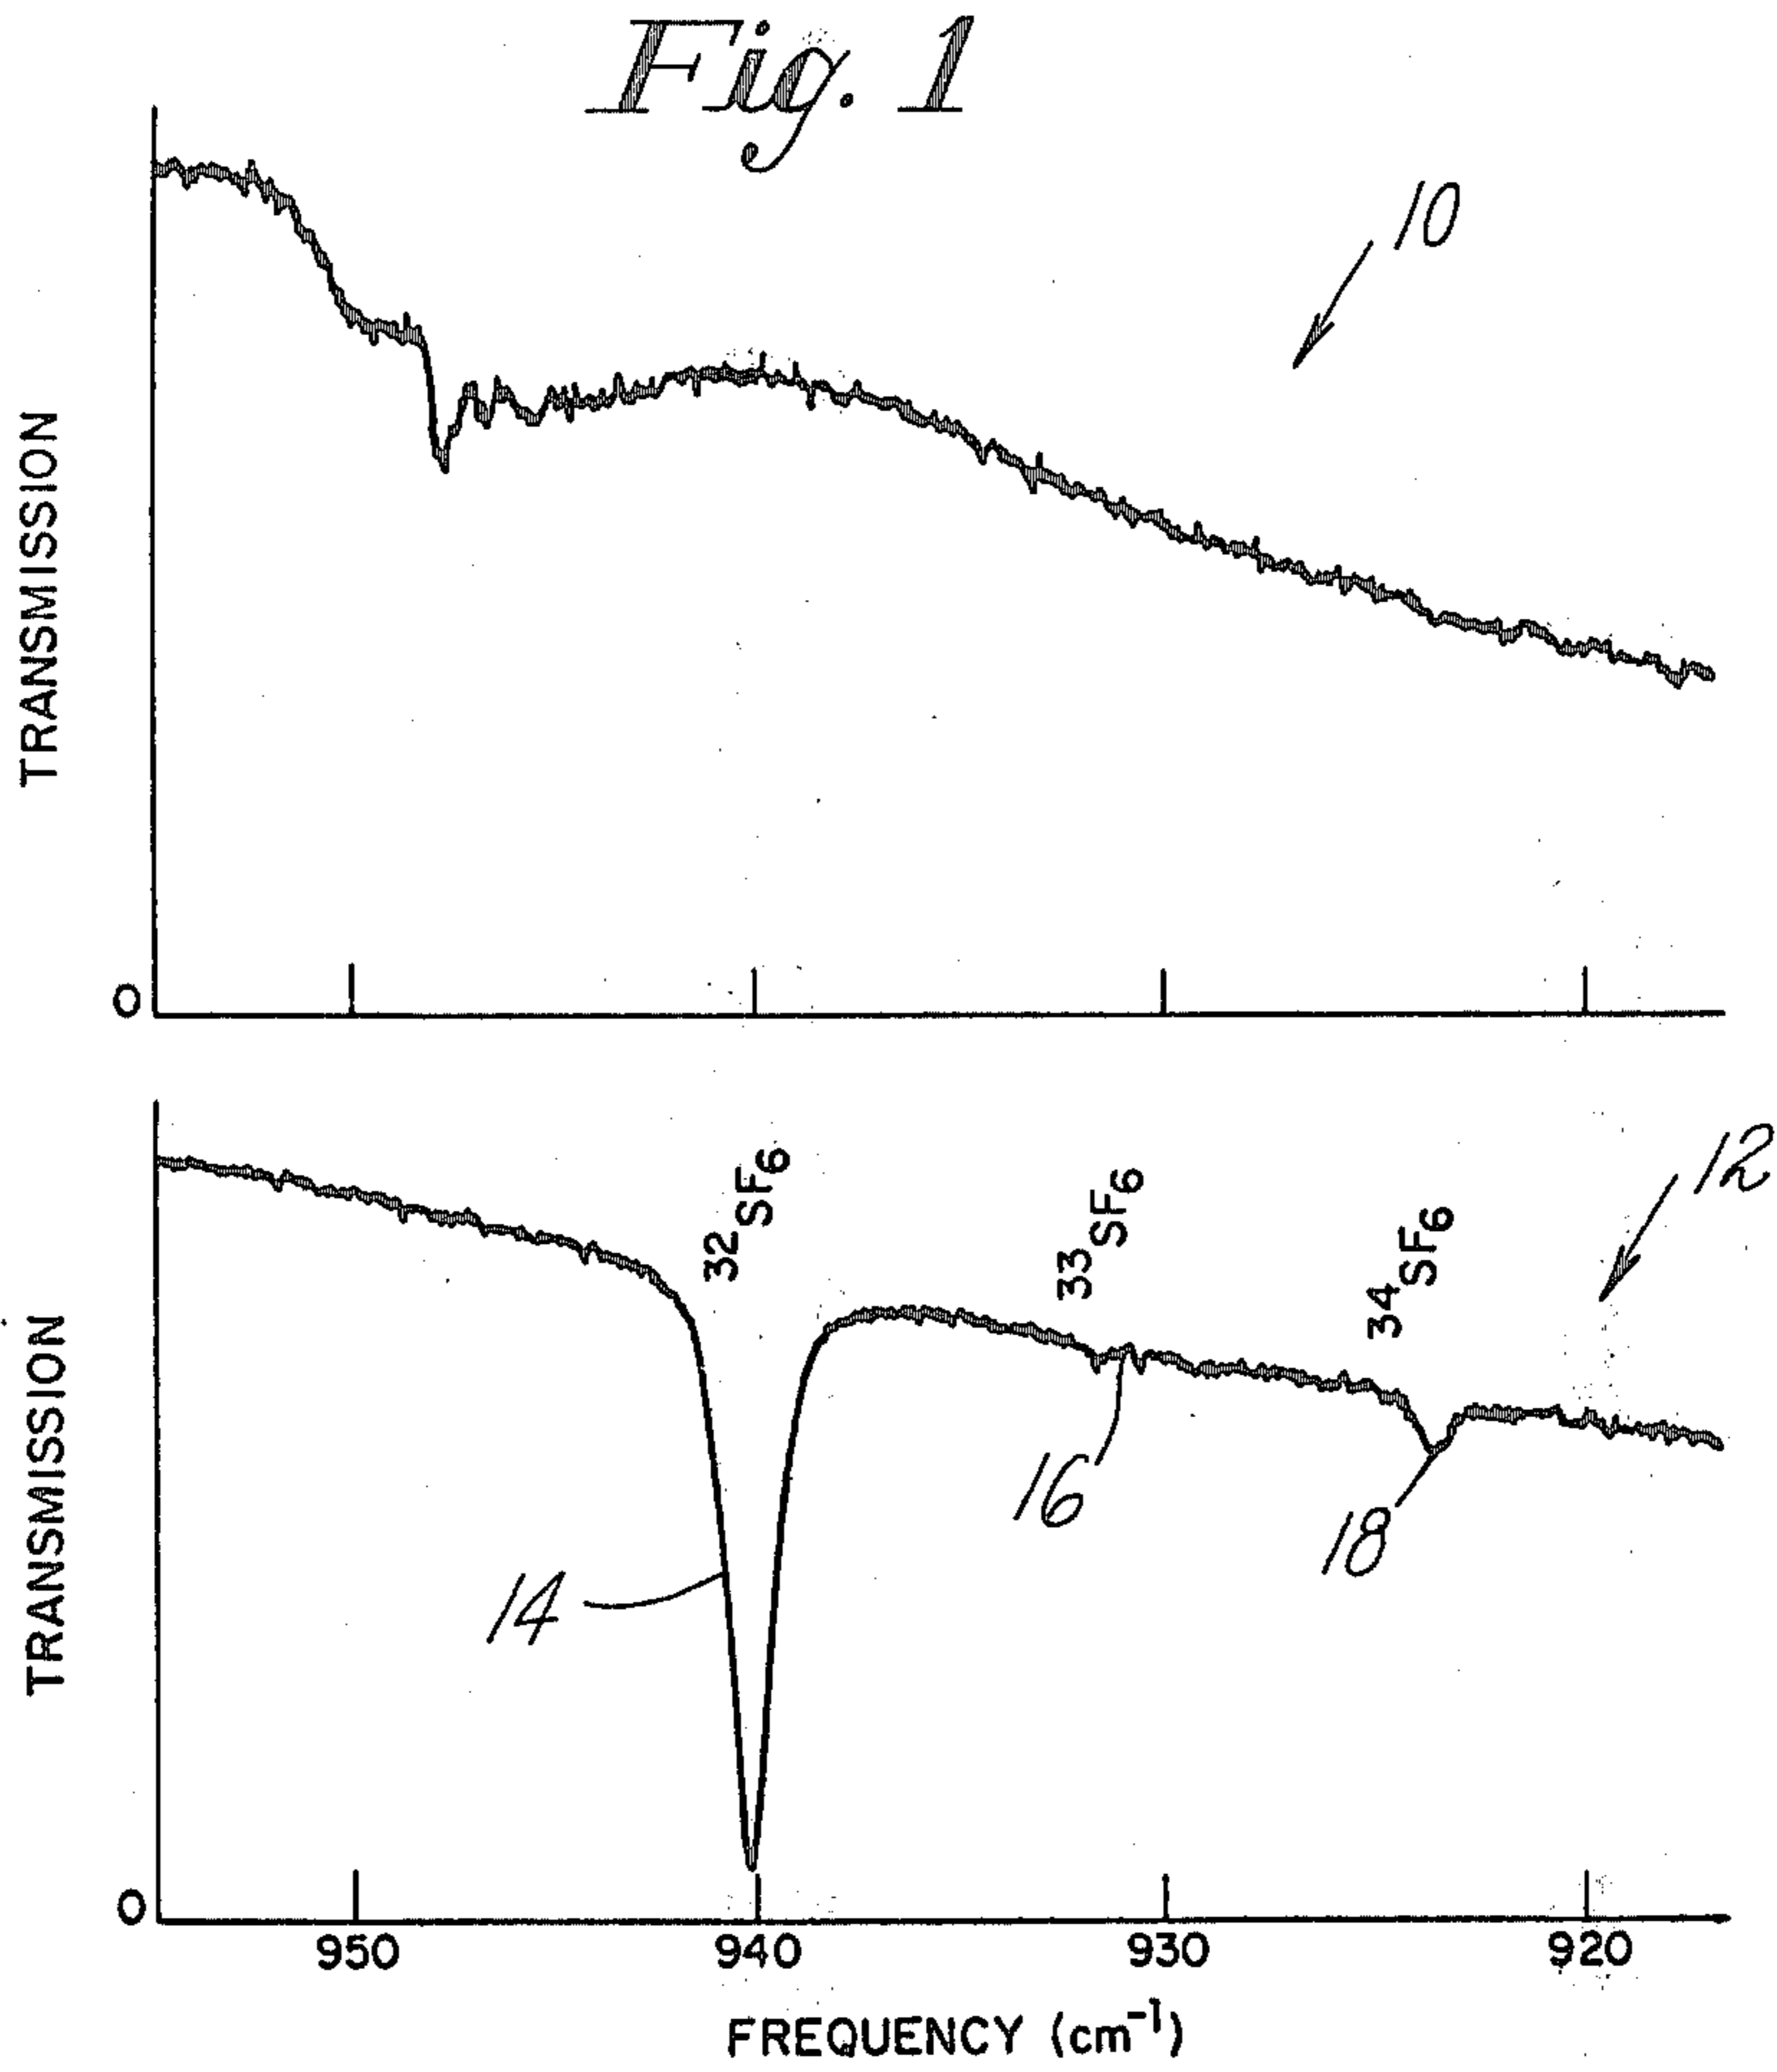 Fig. 1
10
TRANSMISSION
0
12
³²SF₆
³³SF₆
³⁴SF₆
16
18
14
TRANSMISSION
0
950 940 930 920
FREQUENCY (cm⁻¹)